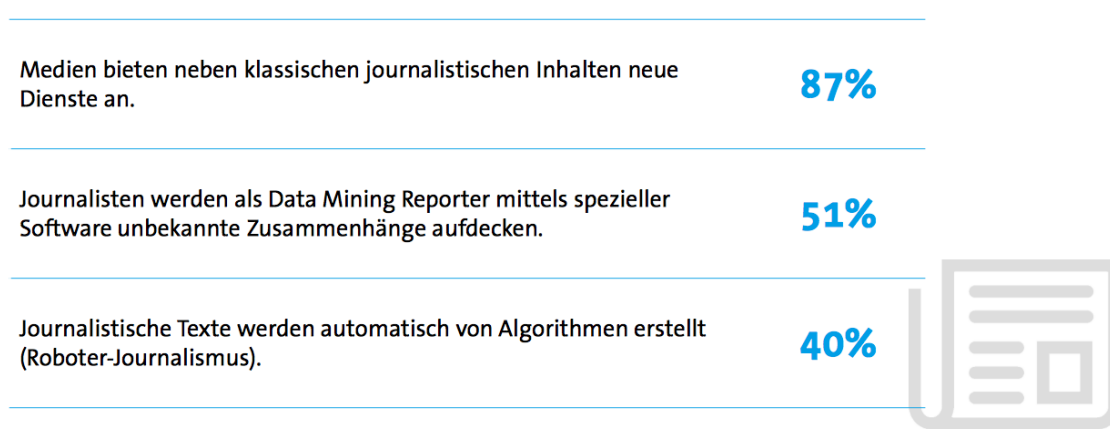 Medien bieten neben klassischen journalistischen Inhalten neue
Dienste an.
87%
Journalisten werden als Data Mining Reporter mittels spezieller
Software unbekannte Zusammenhänge aufdecken.
51%
Journalistische Texte werden automatisch von Algorithmen erstellt
(Roboter-Journalismus).
40%